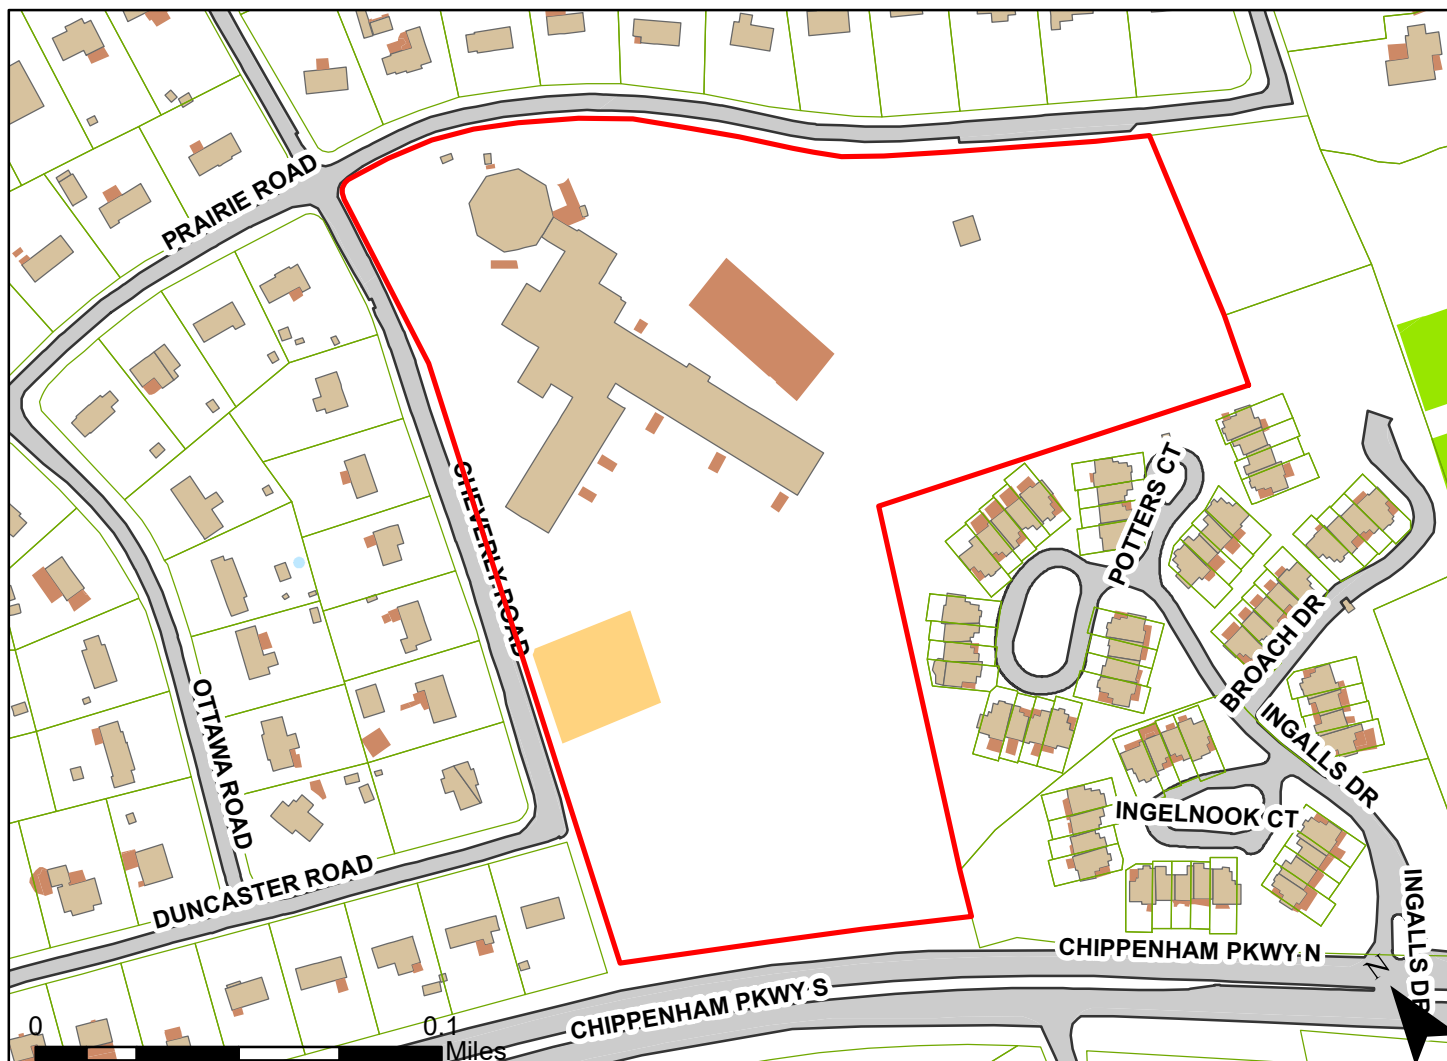 PRAIRIE ROAD
CHEVERLY ROAD
POTTERS CT
BROACH DR
OTTAWA ROAD
INGALLS DR
INGELNOOK CT
DUNCASTER ROAD
INGALLS DR
CHIPPENHAM PKWY N
N
CHIPPENHAM PKWY S
0
0.1
Miles